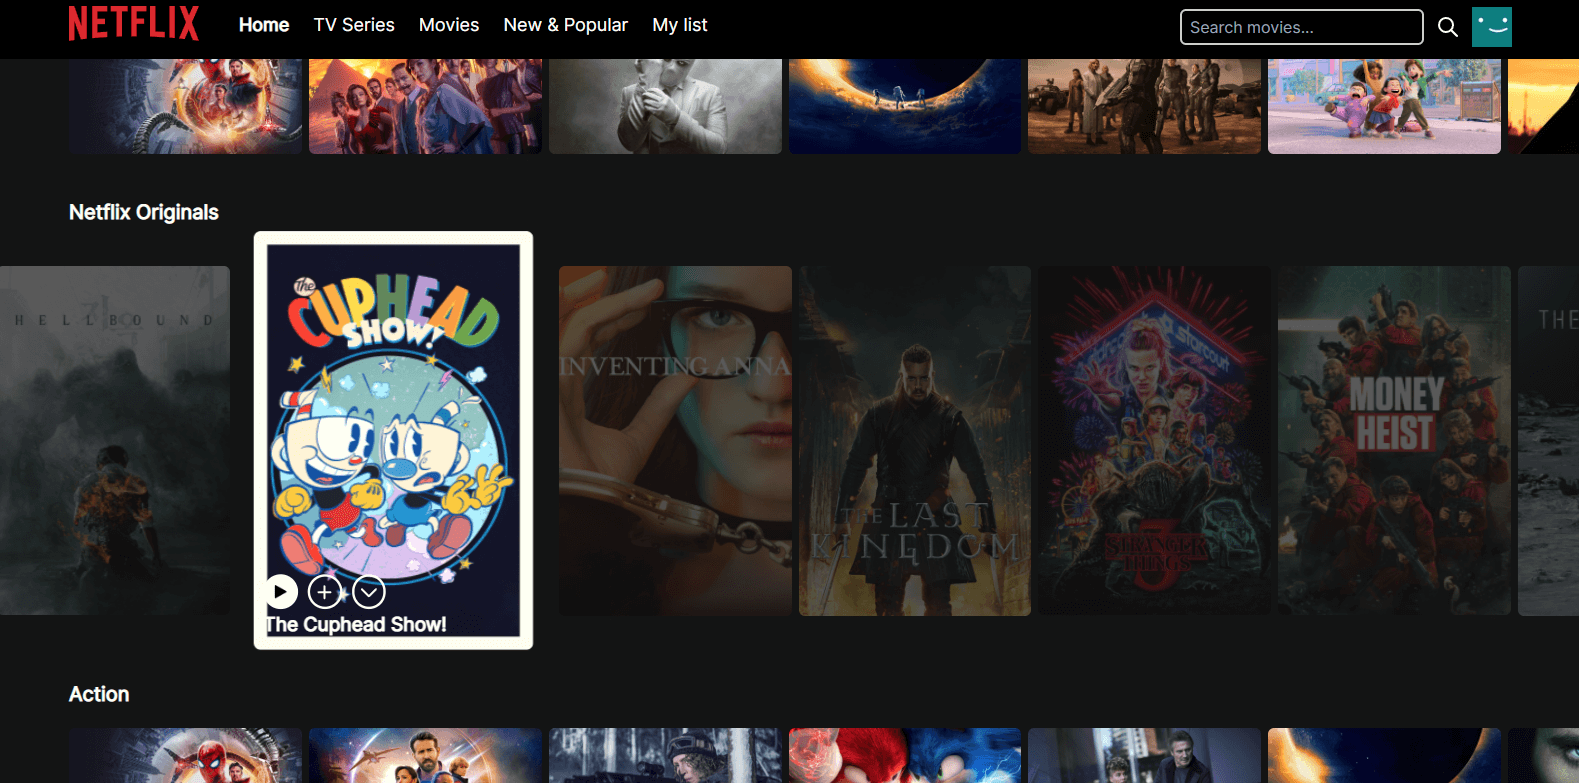 NETFLIX
Home
TV Series
Movies
New & Popular
My list
Search movies...
Netflix Originals
HELLBOUND
The
CUPHEAD
SHOW!
The Cuphead Show!
INVENTING ANNA
THE LAST
KINGDOM
STRANGER
THINGS
3
MONEY
HEIST
THE
Action